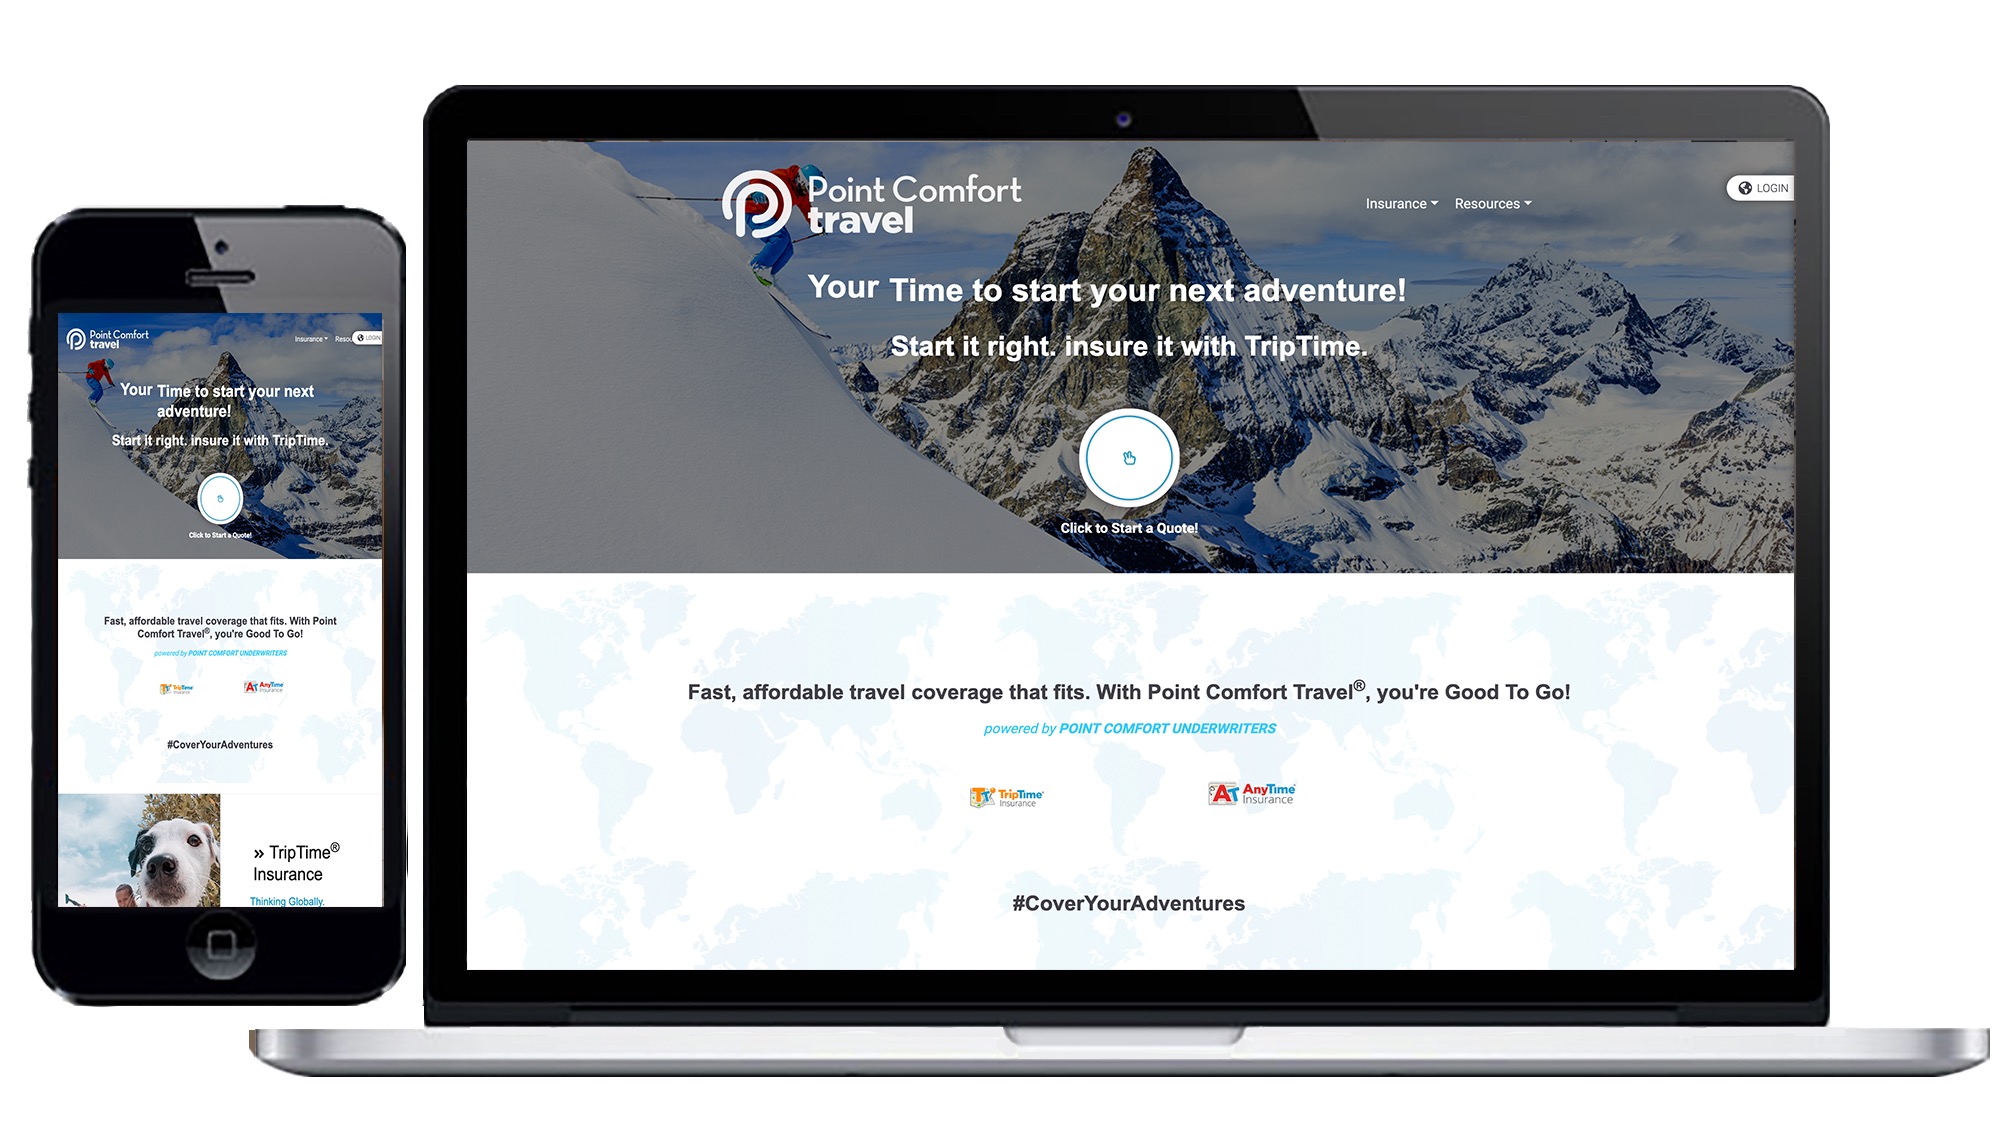 Point Comfort
travel
Insurance Resources
LOGIN
Your Time to start your next adventure!
Start it right. insure it with TripTime.
Click to Start a Quote!
Fast, affordable travel coverage that fits. With Point Comfort Travel®, you're Good To Go!
powered by POINT COMFORT UNDERWRITERS
TT TripTime®
Insurance
AT AnyTime®
Insurance
#CoverYourAdventures
Point Comfort
travel
Insurance Resou LOGIN
Your Time to start your next
adventure!
Start it right. insure it with TripTime.
Click to Start a Quote!
Fast, affordable travel coverage that fits. With Point
Comfort Travel®, you're Good To Go!
powered by POINT COMFORT UNDERWRITERS
TripTime
Insurance
AT AnyTime
Insurance
#CoverYourAdventures
» TripTime®
Insurance
Thinking Globally.